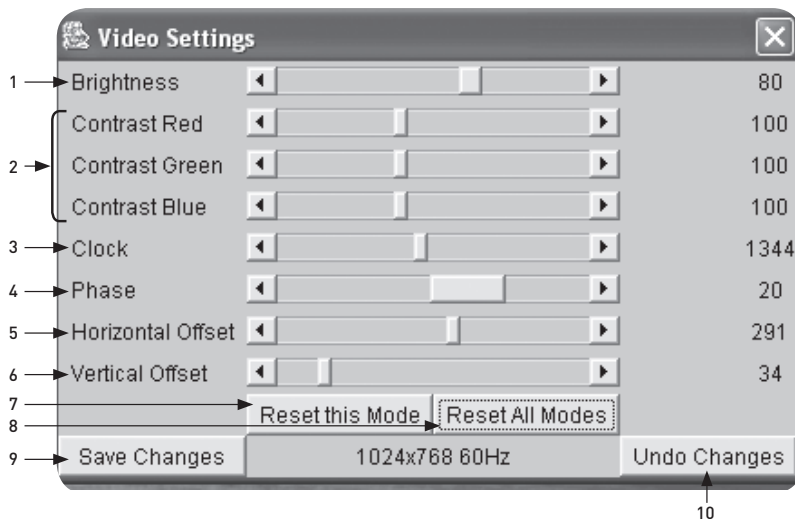 Video Settings
1 Brightness 80
Contrast Red 100
2 Contrast Green 100
Contrast Blue 100
3 Clock 1344
4 Phase 20
5 Horizontal Offset 291
6 Vertical Offset 34
7
Reset this Mode Reset All Modes
8
9 Save Changes 1024x768 60Hz Undo Changes
10